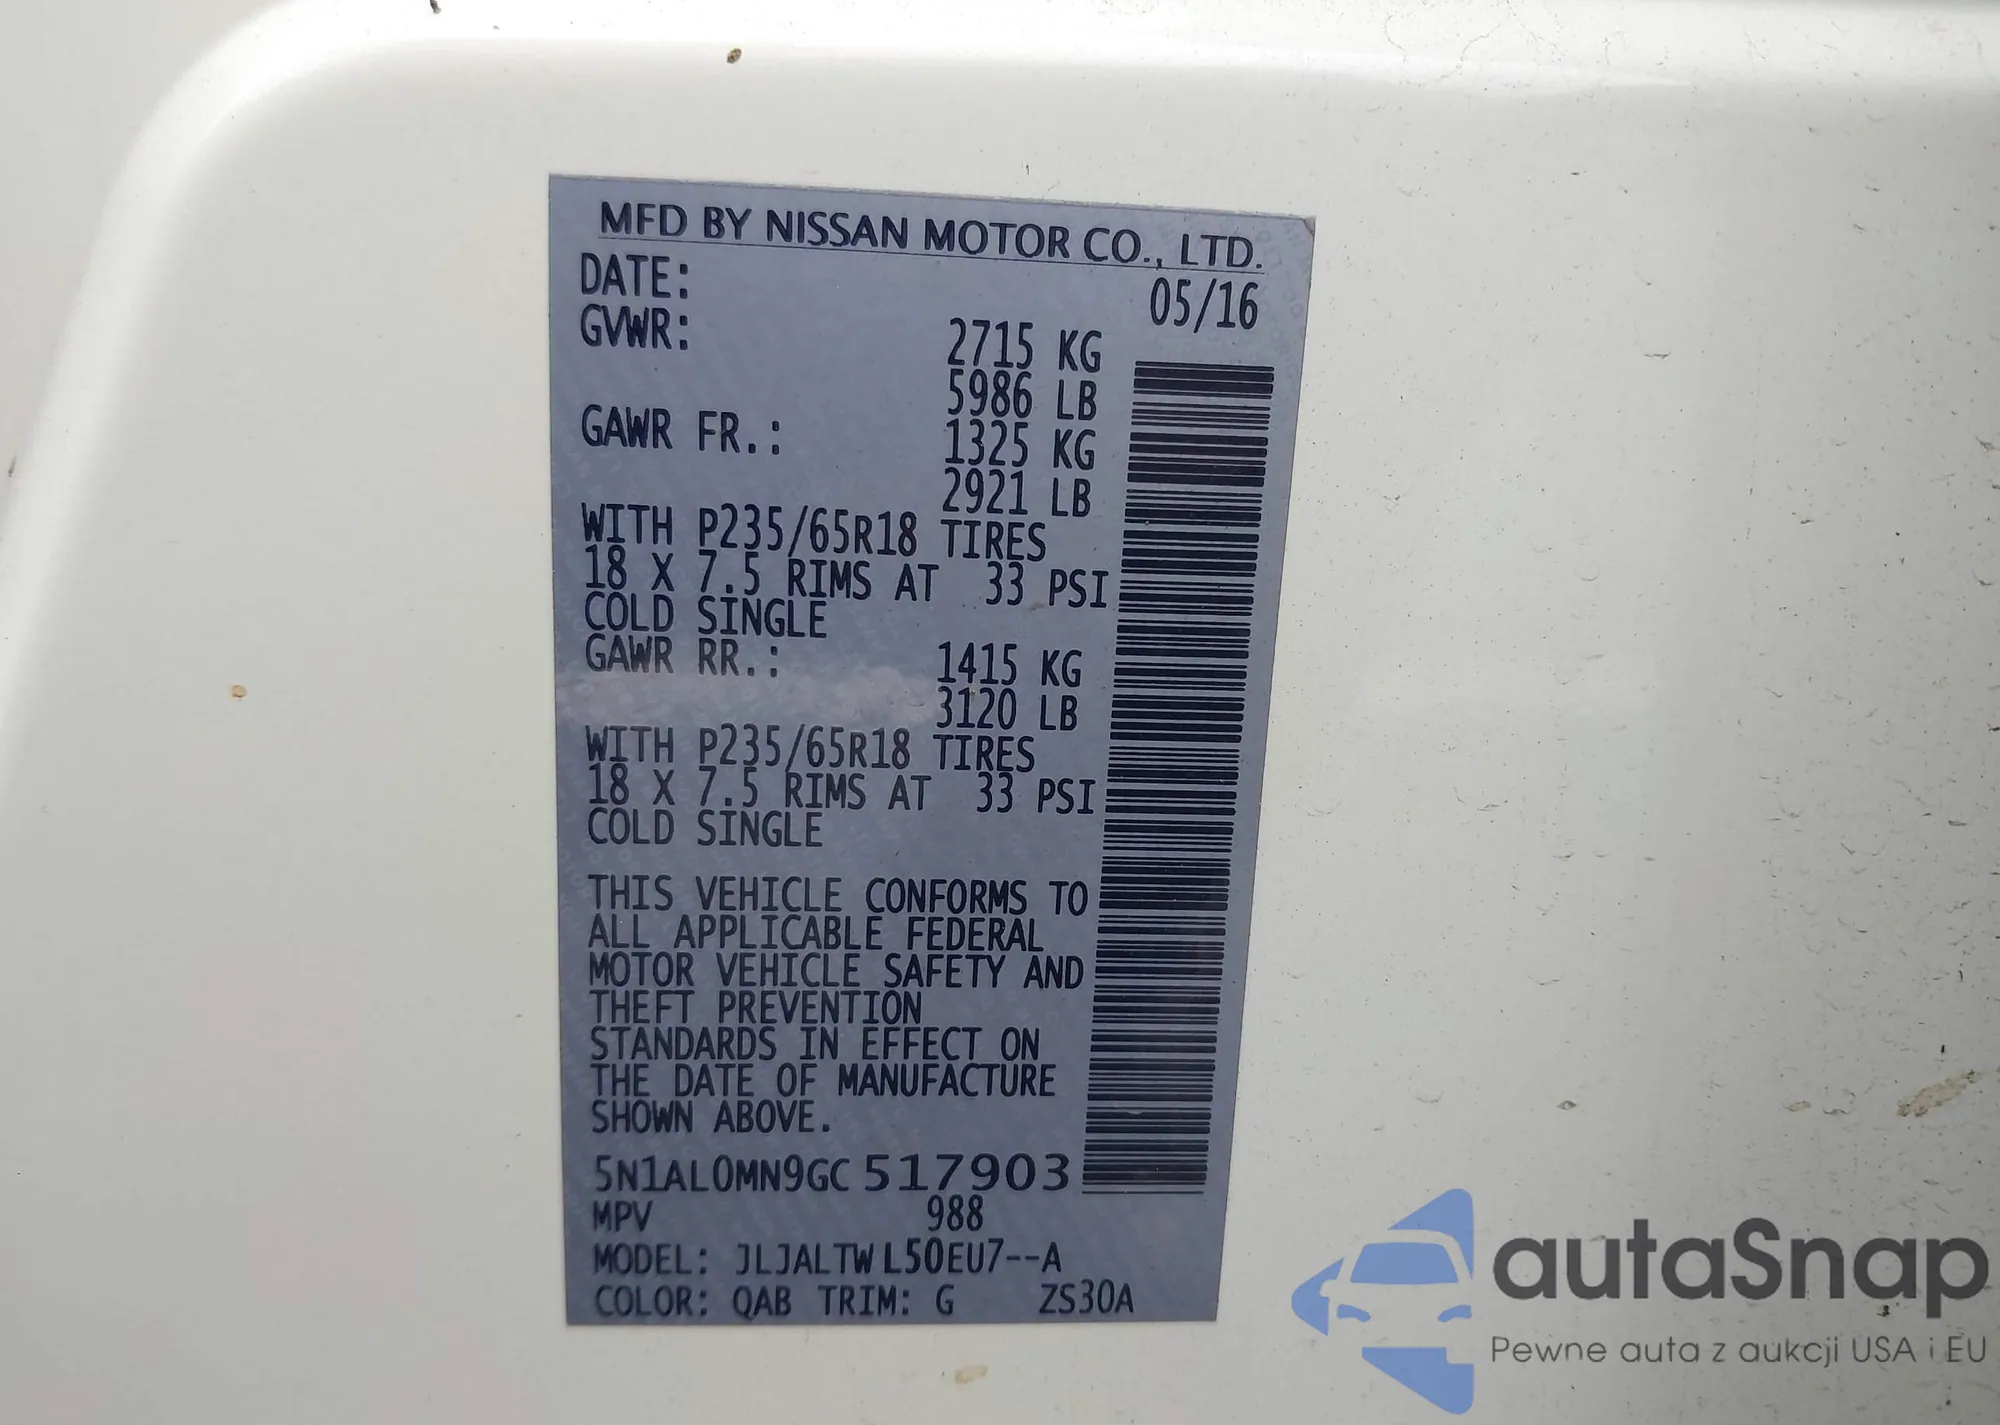 MFD BY NISSAN MOTOR CO., LTD.
DATE: 05/16
GVWR: 2715 KG
5986 LB
GAWR FR.: 1325 KG
2921 LB
WITH P235/65R18 TIRES
18 X 7.5 RIMS AT 33 PSI
COLD SINGLE
GAWR RR.: 1415 KG
3120 LB
WITH P235/65R18 TIRES
18 X 7.5 RIMS AT 33 PSI
COLD SINGLE
THIS VEHICLE CONFORMS TO
ALL APPLICABLE FEDERAL
MOTOR VEHICLE SAFETY AND
THEFT PREVENTION
STANDARDS IN EFFECT ON
THE DATE OF MANUFACTURE
SHOWN ABOVE.
5N1AL0MN9GC517903
MPV 988
MODEL: JLJALTWL50EU7--A
COLOR: QAB TRIM: G ZS30A
autaSnap
Pewne auta z aukcji USA i EU